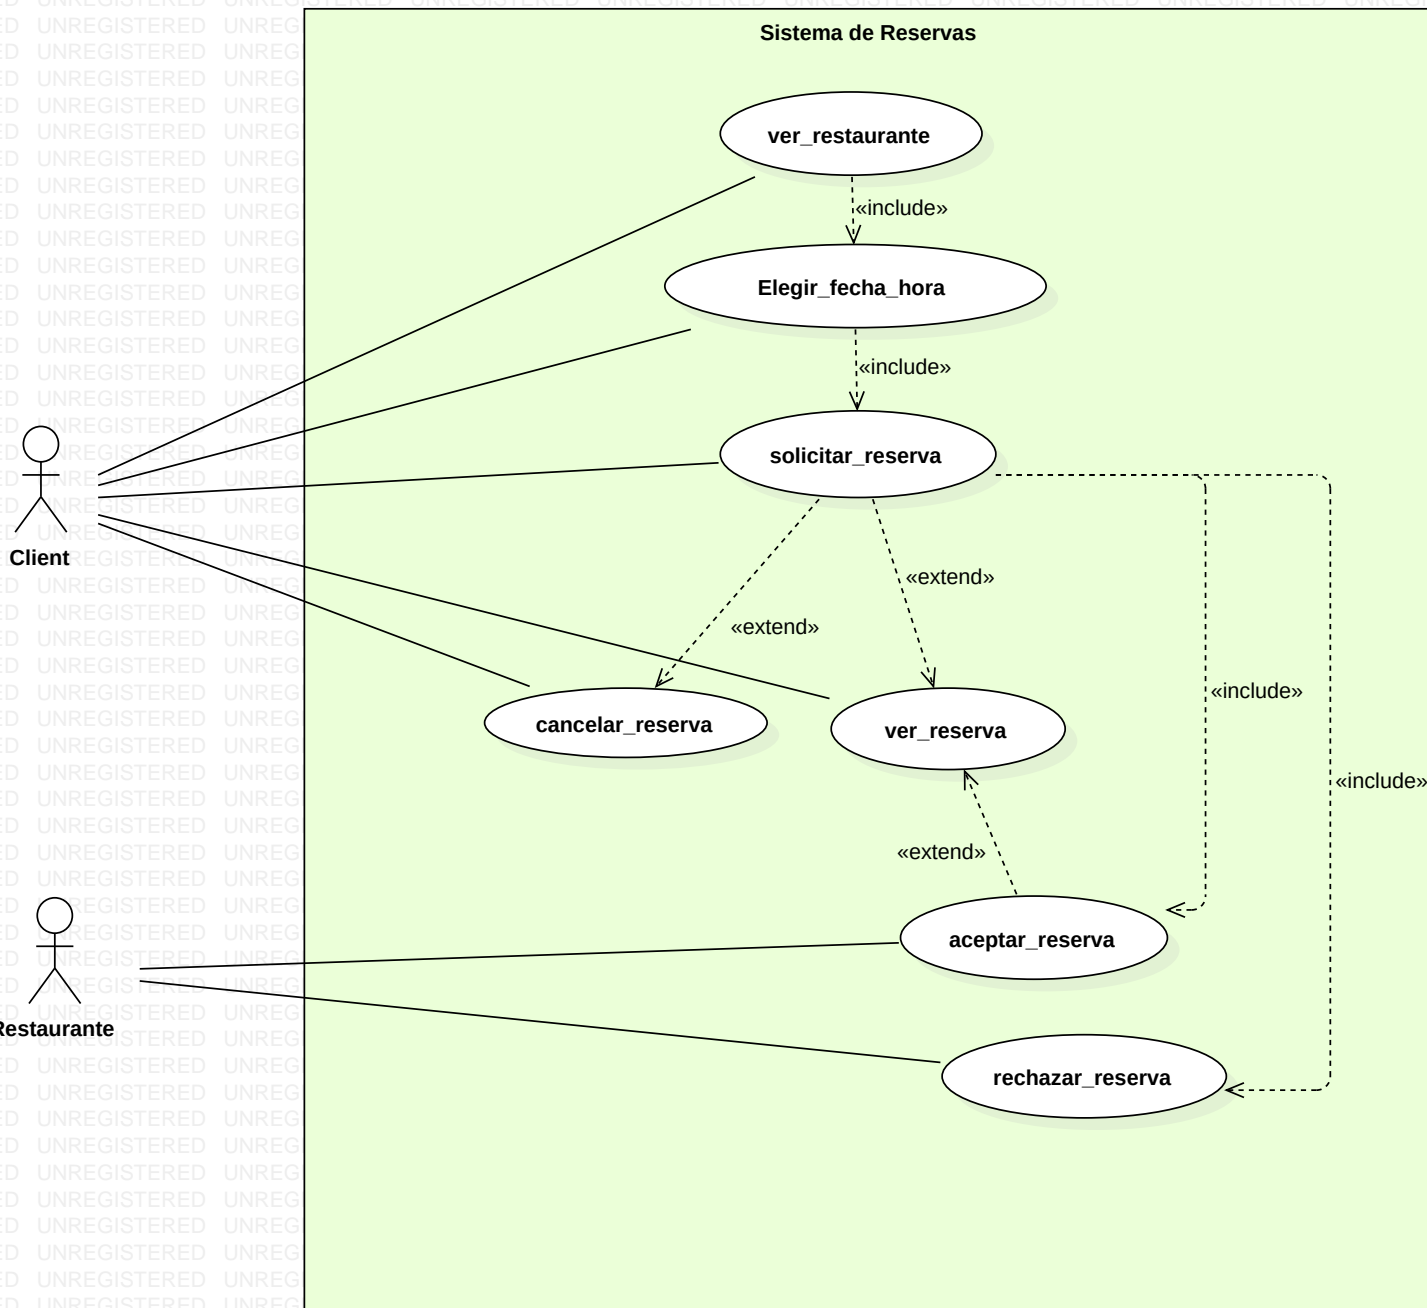 Sistema de Reservas
ver_restaurante
«include»
Elegir_fecha_hora
«include»
solicitar_reserva
Client
«extend»
«extend»
«include»
cancelar_reserva
ver_reserva
«include»
«extend»
aceptar_reserva
Restaurante
rechazar_reserva
UNREGISTERED